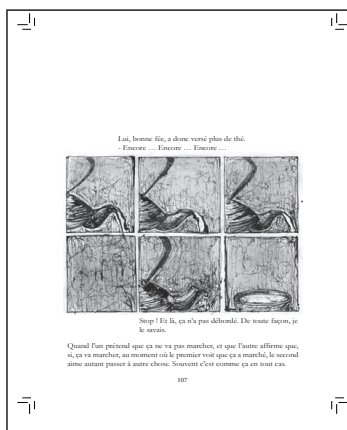 Lui, bonne fée, a donc versé plus de thé.
- Encore … Encore … Encore …
Stop ! Et là, ça n'a pas débordé. De toute façon, je
le savais.
Quand l'un prétend que ça ne va pas marcher, et que l'autre affirme que,
si, ça va marcher, au moment où le premier voit que ça a marché, le second
aime autant passer à autre chose. Souvent c'est comme ça en tout cas.
107